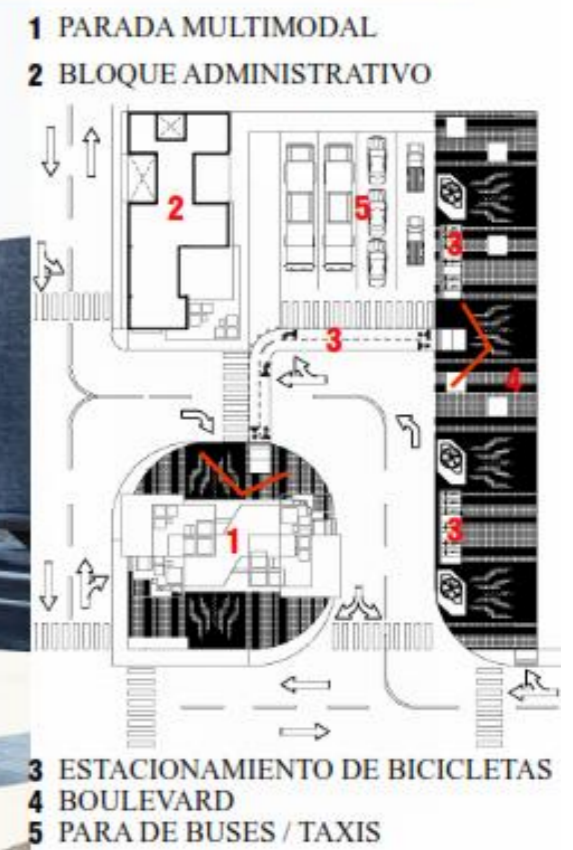 1 PARADA MULTIMODAL
2 BLOQUE ADMINISTRATIVO
2
5
3
3
4
1
3
3 ESTACIONAMIENTO DE BICICLETAS
4 BOULEVARD
5 PARA DE BUSES / TAXIS